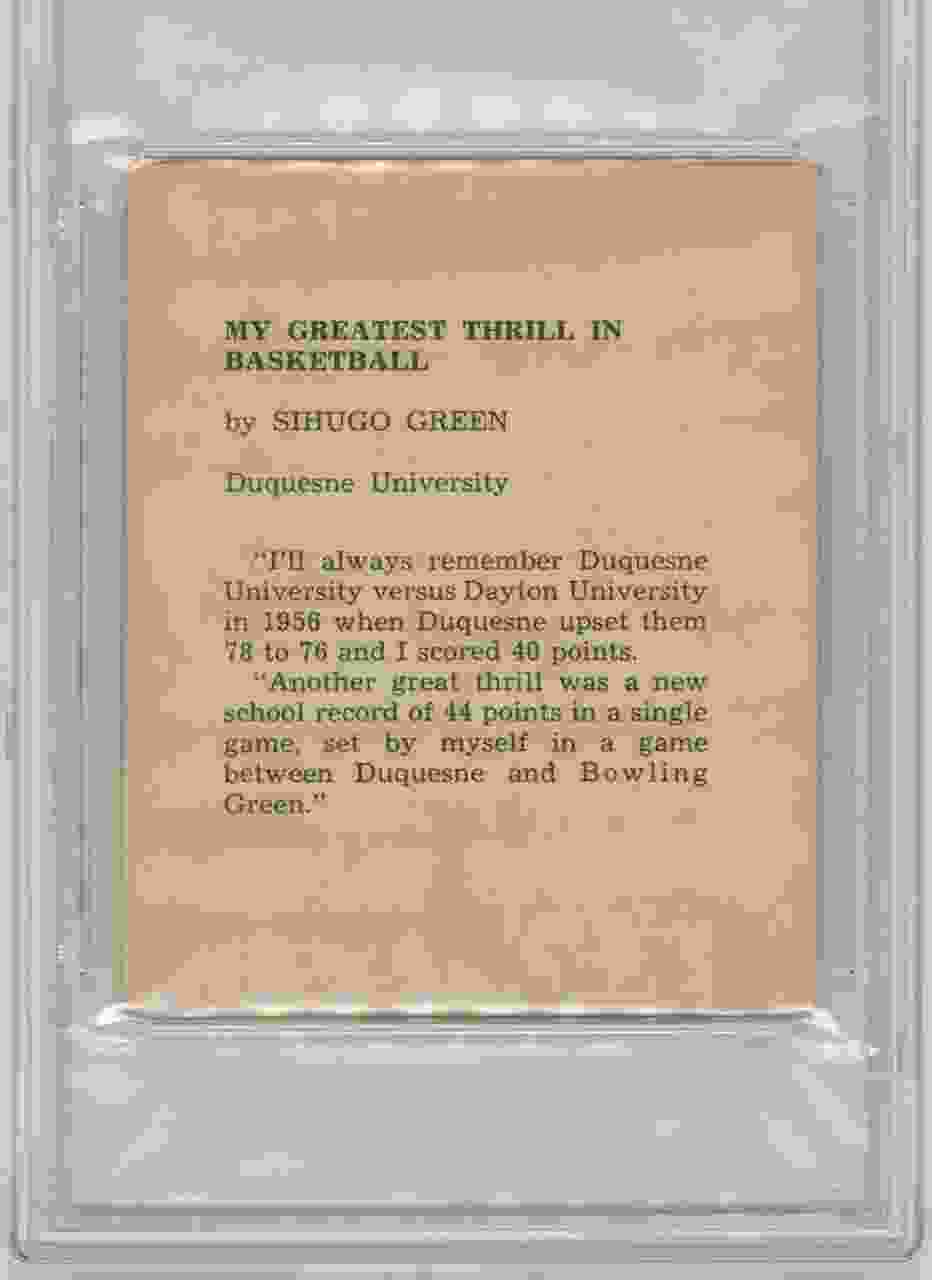 MY GREATEST THRILL IN
BASKETBALL
by SIHUGO GREEN
Duquesne University
"I'll always remember Duquesne
University versus Dayton University
in 1956 when Duquesne upset them
78 to 76 and I scored 40 points.
"Another great thrill was a new
school record of 44 points in a single
game, set by myself in a game
between Duquesne and Bowling
Green."